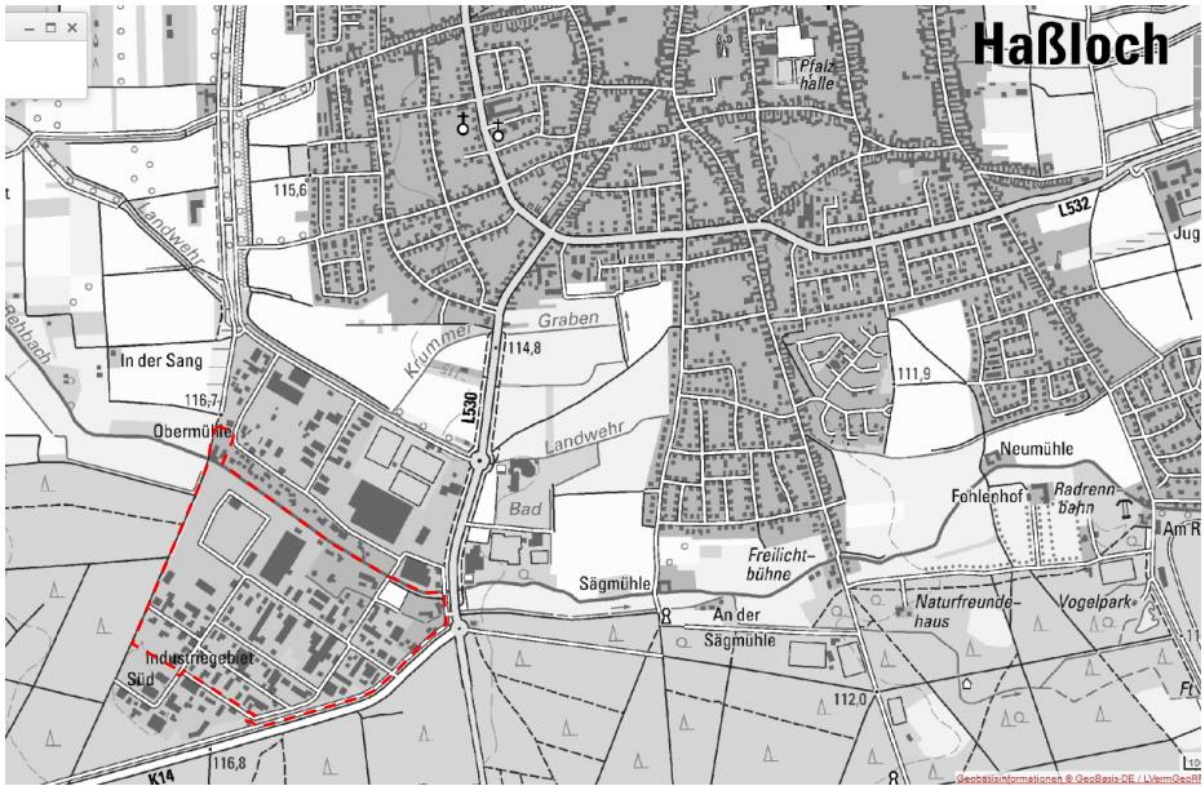 Haßloch
Pfalz
halle
115,6
L532
Jug
Landwehr
Rehbach
Graben
Krummer
114,8
In der Sang
111,9
116,7
L530
Obermühle
Landwehr
Neumühle
Bad
Fohlenhof
Radrenn-
bahn
Am R
Freilicht-
bühne
Sägmühle
An der
Sägmühle
Naturfreunde-
haus
Vogelpark
Industriegebiet
Süd
112,0
K14
116,8
Geobasisinformationen © GeoBasis-DE / LVermGeoRP